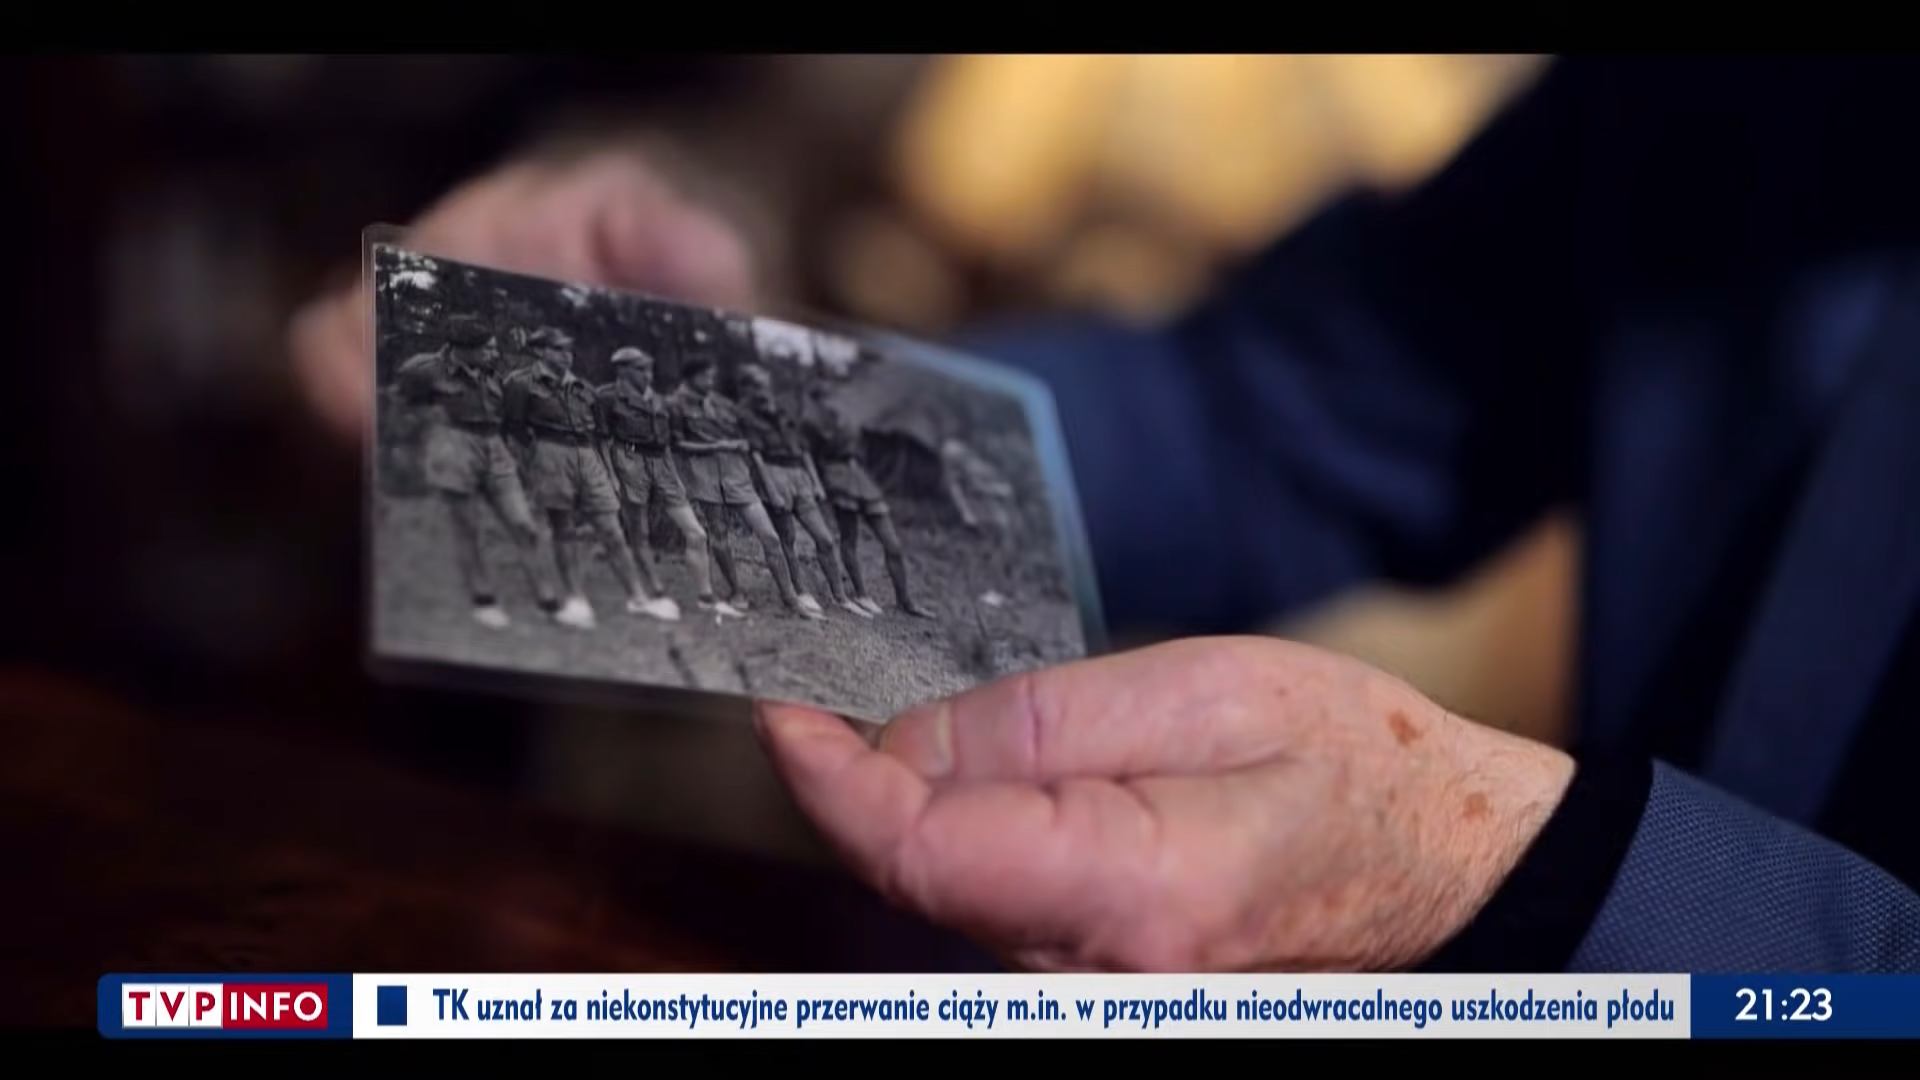 TVP INFO
TK uznał za niekonstytucyjne przerwanie ciąży m.in. w przypadku nieodwracalnego uszkodzenia płodu
21:23